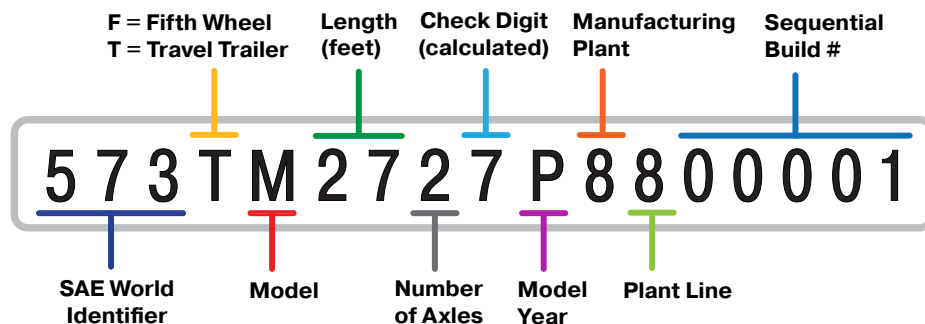 F = Fifth Wheel
T = Travel Trailer
Length
(feet)
Check Digit
(calculated)
Manufacturing
Plant
Sequential
Build #
573TM2727P8800001
SAE World
Identifier
Model
Number
of Axles
Model
Year
Plant Line